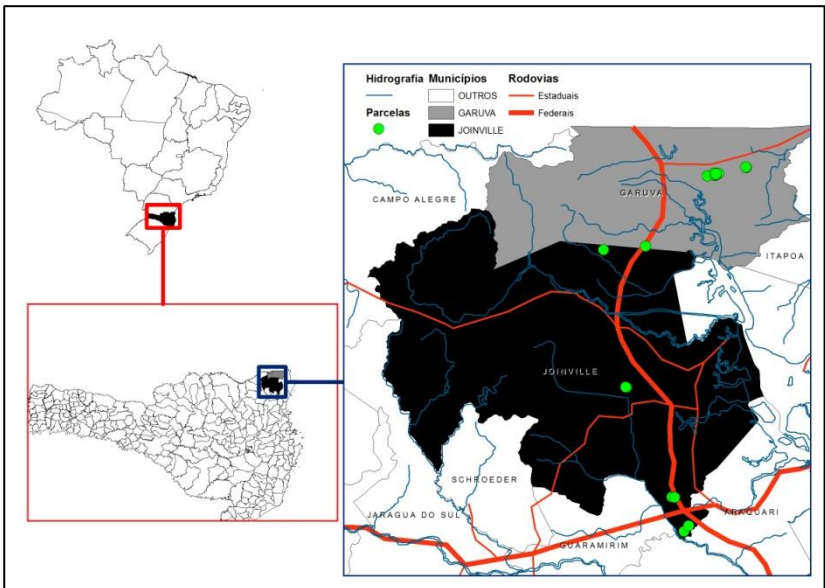 Hidrografia Municípios Rodovias
OUTROS Estaduais
Parcelas GARUVA Federais
JOINVILLE
CAMPO ALEGRE
GARUVA
ITAPOA
JOINVILLE
SCHROEDER
JARAGUA DO SUL
ARAQUARI
GUARAMIRIM